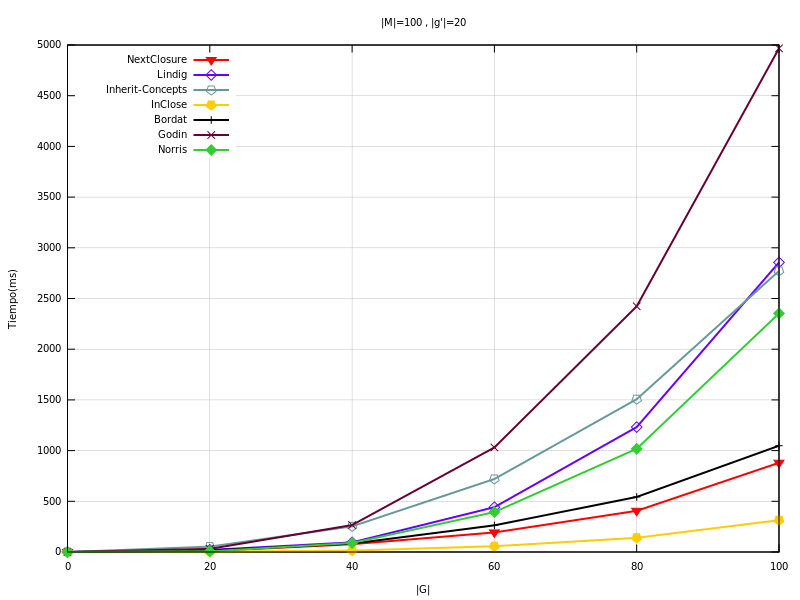 |M|=100 , |g'|=20
5000
4500
4000
3500
3000
2500
2000
1500
1000
500
0
NextClosure
Lindig
Inherit-Concepts
InClose
Bordat
Godin
Norris
Tiempo(ms)
0 20 40 60 80 100
|G|